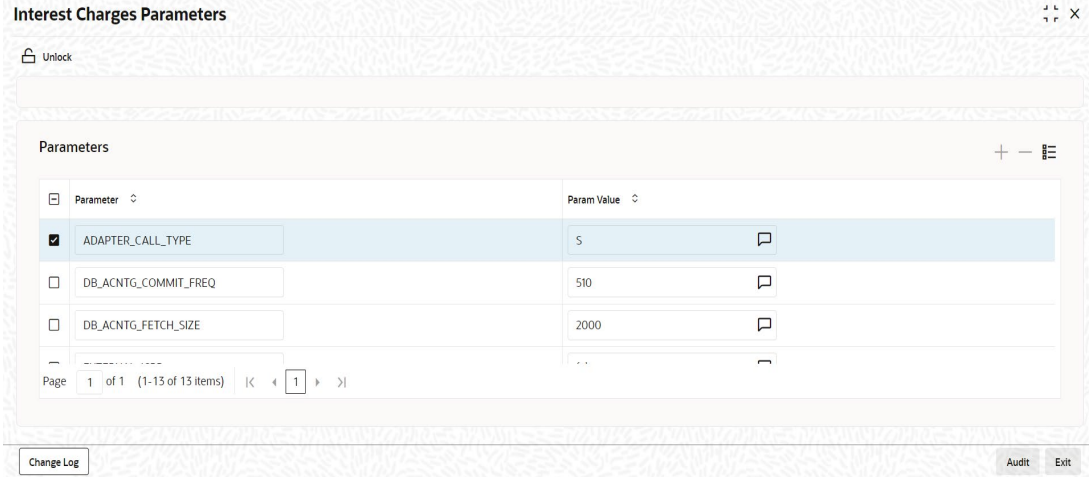 Interest Charges Parameters
Unlock
Parameters
Parameter Param Value
ADAPTER_CALL_TYPE S
DB_ACNTG_COMMIT_FREQ 510
DB_ACNTG_FETCH_SIZE 2000
Page 1 of 1 (1-13 of 13 items) 1
Change Log Audit Exit